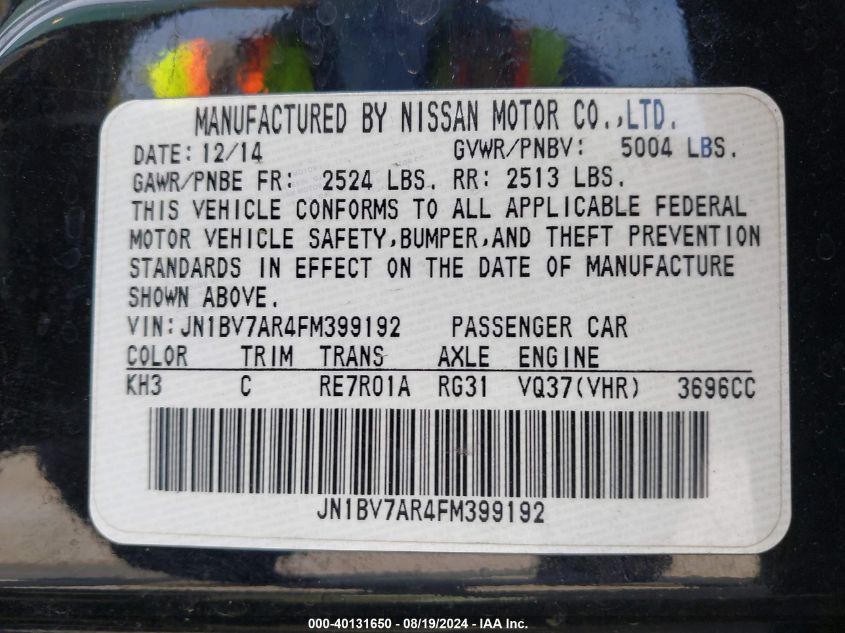 MANUFACTURED BY NISSAN MOTOR CO.,LTD.
DATE: 12/14 GVWR/PNBV: 5004 LBS.
GAWR/PNBE FR: 2524 LBS. RR: 2513 LBS.
THIS VEHICLE CONFORMS TO ALL APPLICABLE FEDERAL
MOTOR VEHICLE SAFETY,BUMPER,AND THEFT PREVENTION
STANDARDS IN EFFECT ON THE DATE OF MANUFACTURE
SHOWN ABOVE.
VIN: JN1BV7AR4FM399192 PASSENGER CAR
COLOR TRIM TRANS AXLE ENGINE
KH3 C RE7R01A RG31 VQ37(VHR) 3696CC
JN1BV7AR4FM399192
000-40131650 - 08/19/2024 - IAA Inc.